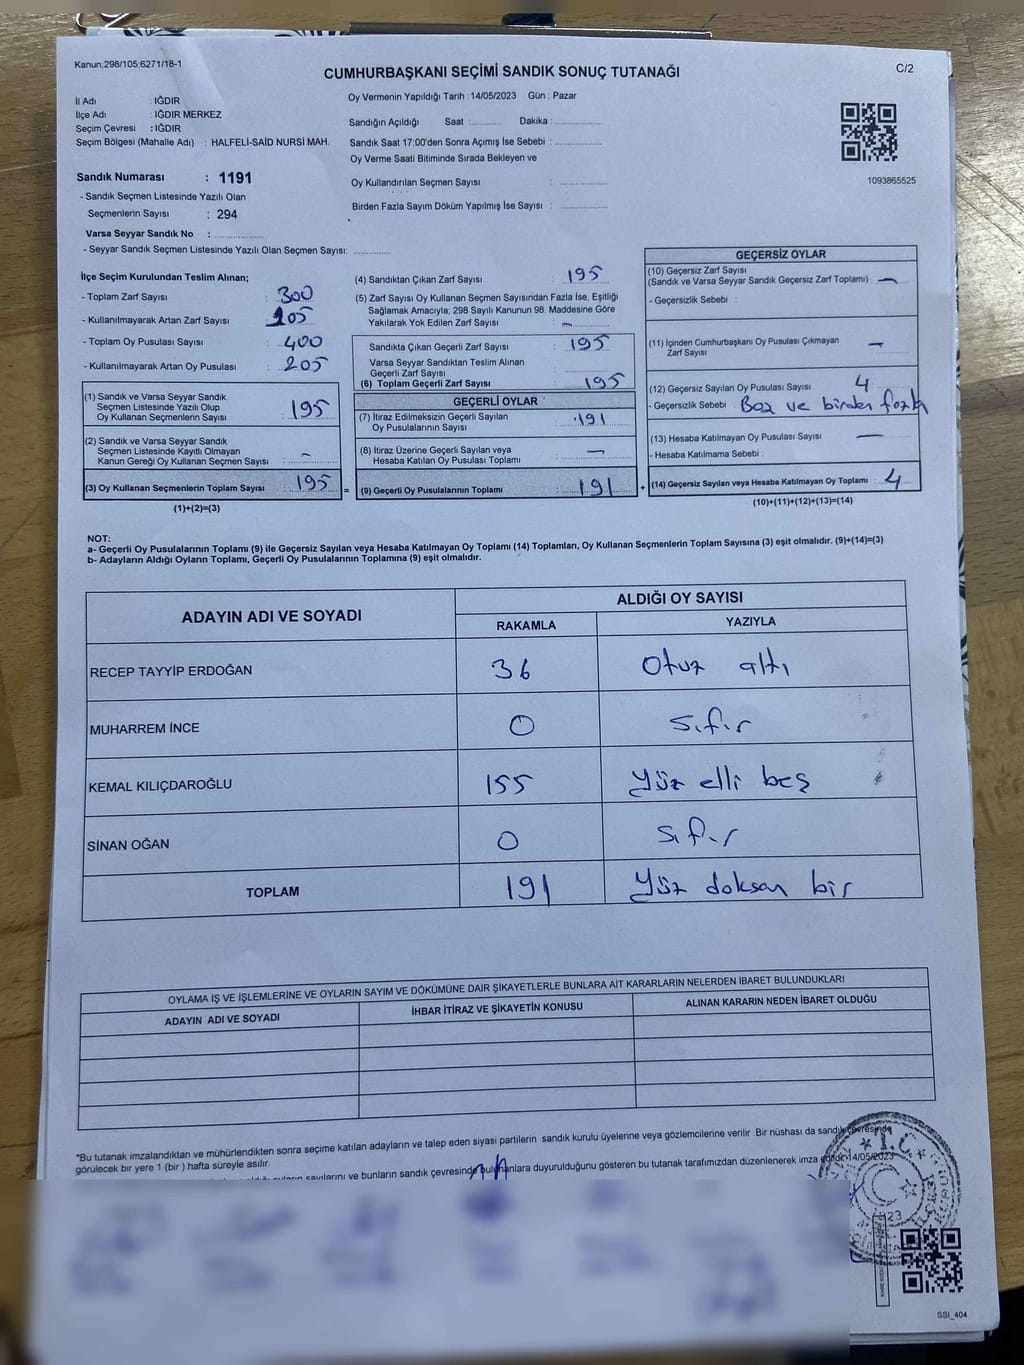 Kanun:298/105;6271/18-1
C/2
CUMHURBAŞKANI SEÇİMİ SANDIK SONUÇ TUTANAĞI
İl Adı : IĞDIR
İlçe Adı : IĞDIR MERKEZ
Seçim Çevresi : IĞDIR
Seçim Bölgesi (Mahalle Adı) : HALFELİ-SAİD NURSİ MAH.
Sandık Numarası : 1191
- Sandık Seçmen Listesinde Yazılı Olan
Seçmenlerin Sayısı : 294
Varsa Seyyar Sandık No :
- Seyyar Sandık Seçmen Listesinde Yazılı Olan Seçmen Sayısı:
Oy Vermenin Yapıldığı Tarih : 14/05/2023 Gün : Pazar
Sandığın Açıldığı Saat : Dakika :
Sandık Saat 17:00'den Sonra Açımış İse Sebebi :
Oy Verme Saati Bitiminde Sırada Bekleyen ve
Oy Kullandırılan Seçmen Sayısı :
Birden Fazla Sayım Döküm Yapılmış İse Sayısı :
1093865525
İlçe Seçim Kurulundan Teslim Alınan;
- Toplam Zarf Sayısı : 300
- Kullanılmayarak Artan Zarf Sayısı : 105
- Toplam Oy Pusulası Sayısı : 400
- Kullanılmayarak Artan Oy Pusulası : 205
(1) Sandık ve Varsa Seyyar Sandık
Seçmen Listesinde Yazılı Olup
Oy Kullanan Seçmenlerin Sayısı : 195
(2) Sandık ve Varsa Seyyar Sandık
Seçmen Listesinde Kayıtlı Olmayan
Kanun Gereği Oy Kullanan Seçmen Sayısı : -
(3) Oy Kullanan Seçmenlerin Toplam Sayısı : 195 =
(1)+(2)=(3)
(4) Sandıktan Çıkan Zarf Sayısı : 195
(5) Zarf Sayısı Oy Kullanan Seçmen Sayısından Fazla İse, Eşitliği
Sağlamak Amacıyla; 298 Sayılı Kanunun 98. Maddesine Göre
Yakılarak Yok Edilen Zarf Sayısı : -
Sandıkta Çıkan Geçerli Zarf Sayısı : 195
Varsa Seyyar Sandıktan Teslim Alınan
Geçerli Zarf Sayısı :
(6) Toplam Geçerli Zarf Sayısı : 195
GEÇERLİ OYLAR
(7) İtiraz Edilmeksizin Geçerli Sayılan
Oy Pusulalarının Sayısı : 191
(8) İtiraz Üzerine Geçerli Sayılan veya
Hesaba Katılan Oy Pusulası Toplamı : -
(9) Geçerli Oy Pusulalarının Toplamı : 191 +
GEÇERSİZ OYLAR
(10) Geçersiz Zarf Sayısı
(Sandık ve Varsa Seyyar Sandık Geçersiz Zarf Toplamı) : -
- Geçersizlik Sebebi :
(11) İçinden Cumhurbaşkanı Oy Pusulası Çıkmayan
Zarf Sayısı : -
(12) Geçersiz Sayılan Oy Pusulası Sayısı : 4
- Geçersizlik Sebebi : Boz ve birden fazla
(13) Hesaba Katılmayan Oy Pusulası Sayısı : -
- Hesaba Katılmama Sebebi :
(14) Geçersiz Sayılan veya Hesaba Katılmayan Oy Toplamı : 4
(10)+(11)+(12)+(13)=(14)
NOT:
a- Geçerli Oy Pusulalarının Toplamı (9) ile Geçersiz Sayılan veya Hesaba Katılmayan Oy Toplamı (14) Toplamları, Oy Kullanan Seçmenlerin Toplam Sayısına (3) eşit olmalıdır. (9)+(14)=(3)
b- Adayların Aldığı Oyların Toplamı, Geçerli Oy Pusulalarının Toplamına (9) eşit olmalıdır.
ADAYIN ADI VE SOYADI ALDIĞI OY SAYISI
RAKAMLA YAZIYLA
RECEP TAYYİP ERDOĞAN 36 Otuz altı
MUHARREM İNCE 0 Sıfır
KEMAL KILIÇDAROĞLU 155 Yüz elli beş
SİNAN OĞAN 0 Sıfır
TOPLAM 191 Yüz doksan bir
OYLAMA İŞ VE İŞLEMLERİNE VE OYLARIN SAYIM VE DÖKÜMÜNE DAİR ŞİKAYETLERLE BUNLARA AİT KARARLARIN NELERDEN İBARET BULUNDUKLARI
ADAYIN ADI VE SOYADI İHBAR İTİRAZ VE ŞİKAYETİN KONUSU ALINAN KARARIN NEDEN İBARET OLDUĞU
*Bu tutanak imzalandıktan ve mühürlendikten sonra seçime katılan adayların ve talep eden siyasi partilerin sandık kurulu üyelerine veya gözlemcilerine verilir. Bir nüshası da sandık çevresinde
görülecek bir yere 1 (bir ) hafta süreyle asılır.
sayılarını ve bunların sandık çevresinde bulunanlara duyurulduğunu gösteren bu tutanak tarafımızdan düzenlenerek imza edildi. 14/05/2023
T.C.
SSI_404